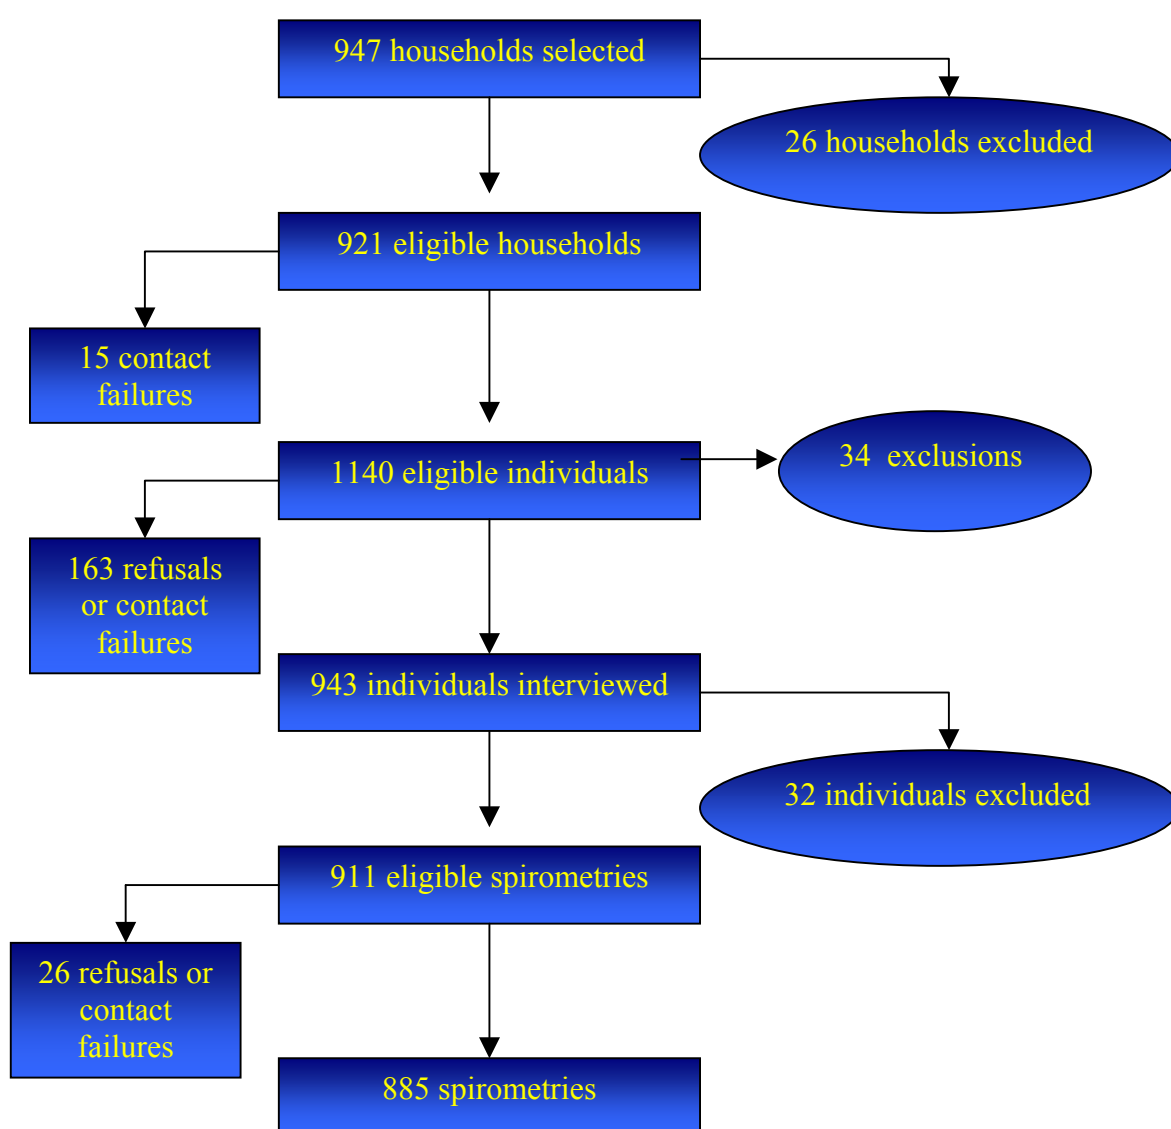 947 households selected
26 households excluded
921 eligible households
15 contact
failures
1140 eligible individuals
34 exclusions
163 refusals
or contact
failures
943 individuals interviewed
32 individuals excluded
911 eligible spirometries
26 refusals or
contact
failures
885 spirometries